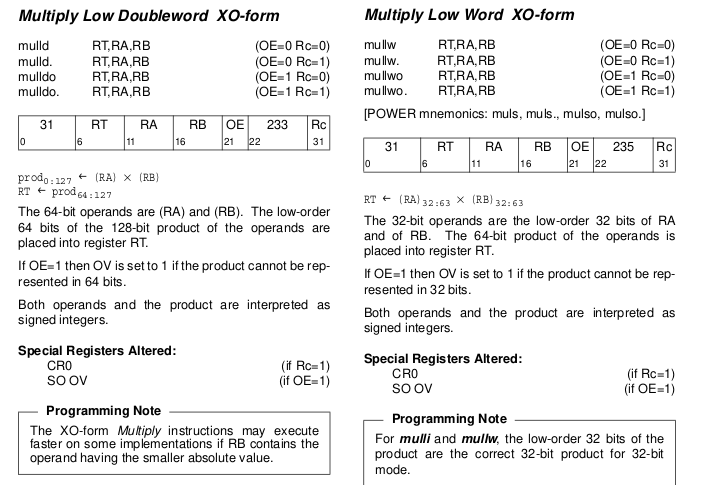 Multiply Low Doubleword XO-form
mulld RT,RA,RB (OE=0 Rc=0)
mulld. RT,RA,RB (OE=0 Rc=1)
mulldo RT,RA,RB (OE=1 Rc=0)
mulldo. RT,RA,RB (OE=1 Rc=1)
31 RT RA RB OE 233 Rc
0 6 11 16 21 22 31
prod0:127 ← (RA) × (RB)
RT ← prod64:127
The 64-bit operands are (RA) and (RB). The low-order
64 bits of the 128-bit product of the operands are
placed into register RT.
If OE=1 then OV is set to 1 if the product cannot be rep-
resented in 64 bits.
Both operands and the product are interpreted as
signed integers.
Special Registers Altered:
CR0 (if Rc=1)
SO OV (if OE=1)
Programming Note
The XO-form Multiply instructions may execute
faster on some implementations if RB contains the
operand having the smaller absolute value.
Multiply Low Word XO-form
mullw RT,RA,RB (OE=0 Rc=0)
mullw. RT,RA,RB (OE=0 Rc=1)
mullwo RT,RA,RB (OE=1 Rc=0)
mullwo. RT,RA,RB (OE=1 Rc=1)
[POWER mnemonics: muls, muls., mulso, mulso.]
31 RT RA RB OE 235 Rc
0 6 11 16 21 22 31
RT ← (RA)32:63 × (RB)32:63
The 32-bit operands are the low-order 32 bits of RA
and of RB. The 64-bit product of the operands is
placed into register RT.
If OE=1 then OV is set to 1 if the product cannot be rep-
resented in 32 bits.
Both operands and the product are interpreted as
signed integers.
Special Registers Altered:
CR0 (if Rc=1)
SO OV (if OE=1)
Programming Note
For mulli and mullw, the low-order 32 bits of the
product are the correct 32-bit product for 32-bit
mode.